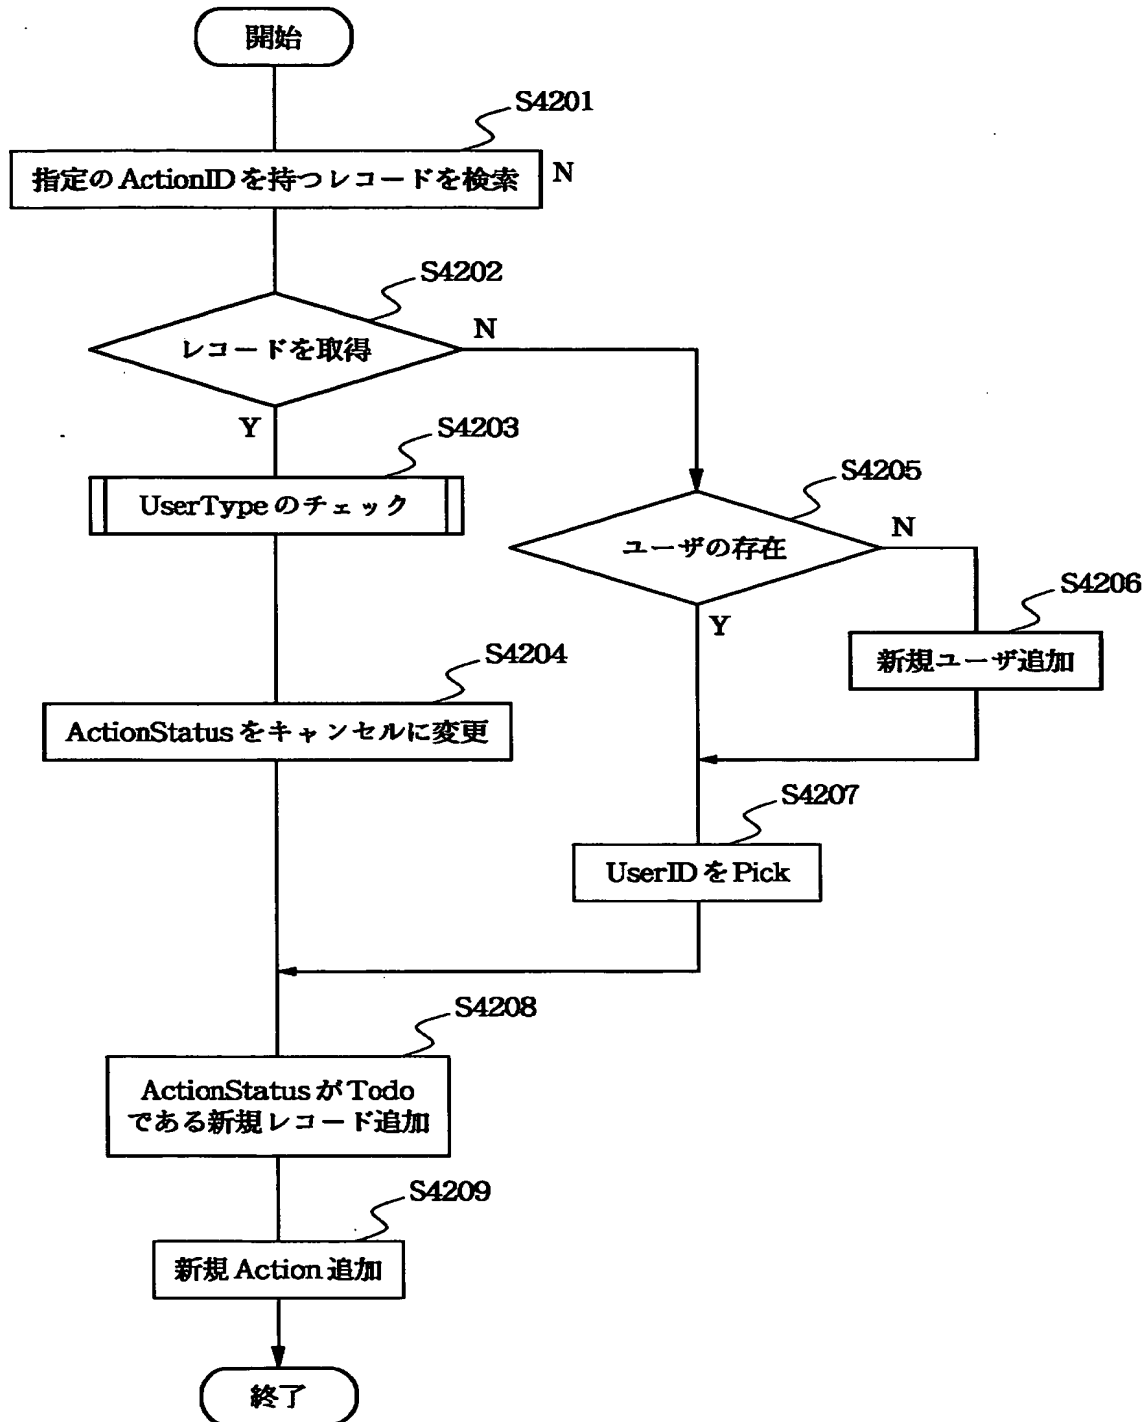 開始
S4201
指定のActionIDを持つレコードを検索
N
S4202
レコードを取得
N
Y
S4203
UserTypeのチェック
S4205
ユーザの存在
N
Y
S4206
新規ユーザ追加
S4204
ActionStatusをキャンセルに変更
S4207
UserIDをPick
S4208
ActionStatusがTodo
である新規レコード追加
S4209
新規Action追加
終了